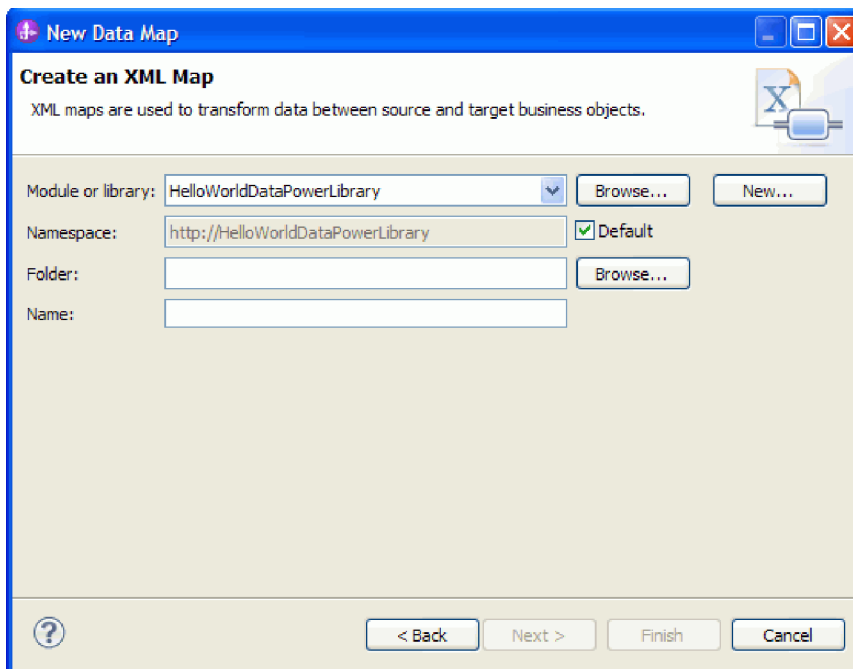 New Data Map
Create an XML Map
XML maps are used to transform data between source and target business objects.
X
Module or library: HelloWorldDataPowerLibrary Browse... New...
Namespace: http://HelloWorldDataPowerLibrary Default
Folder: Browse...
Name:
? < Back Next > Finish Cancel